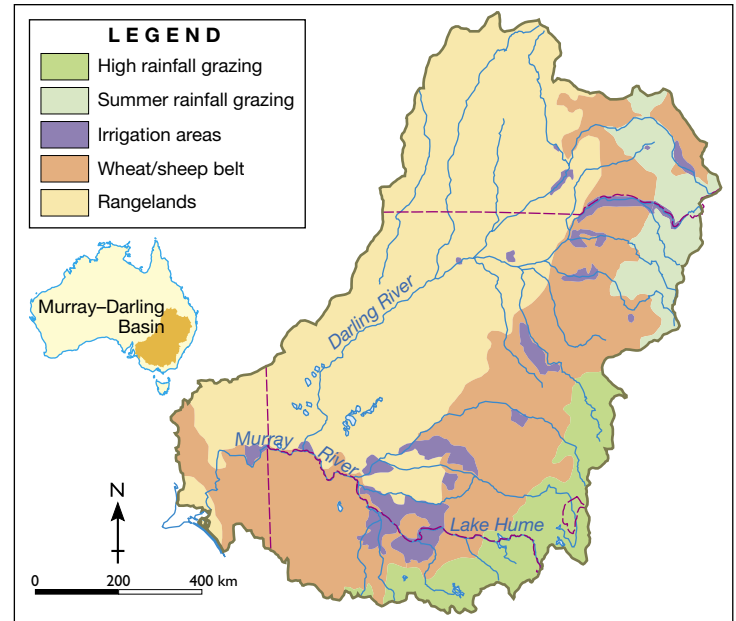 LEGEND
High rainfall grazing
Summer rainfall grazing
Irrigation areas
Wheat/sheep belt
Rangelands
Murray–Darling
Basin
Darling River
Murray
River
Lake Hume
N
0 200 400 km